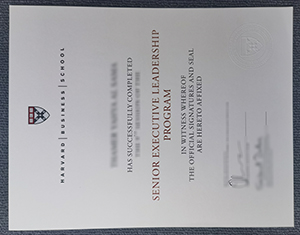 HARVARD | BUSINESS | SCHOOL
HAS SUCCESSFULLY COMPLETED
SENIOR EXECUTIVE LEADERSHIP
PROGRAM
IN WITNESS WHEREOF
THE OFFICIAL SIGNATURES AND SEAL
ARE HERETO AFFIXED